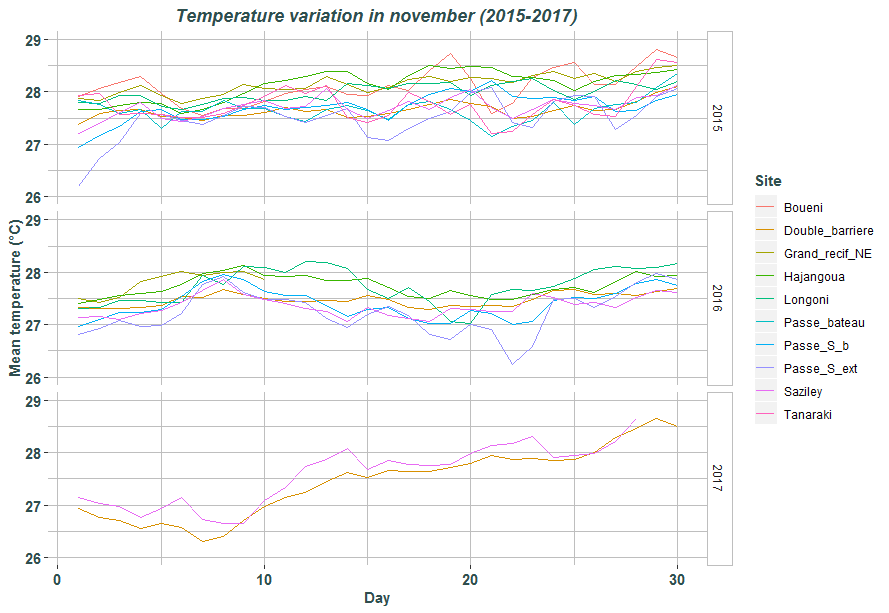 Temperature variation in november (2015-2017)
Mean temperature (°C)
29
28
27
26
2015
29
28
27
26
2016
29
28
27
26
2017
0
10
20
30
Day
Site
Boueni
Double_barriere
Grand_recif_NE
Hajangoua
Longoni
Passe_bateau
Passe_S_b
Passe_S_ext
Saziley
Tanaraki